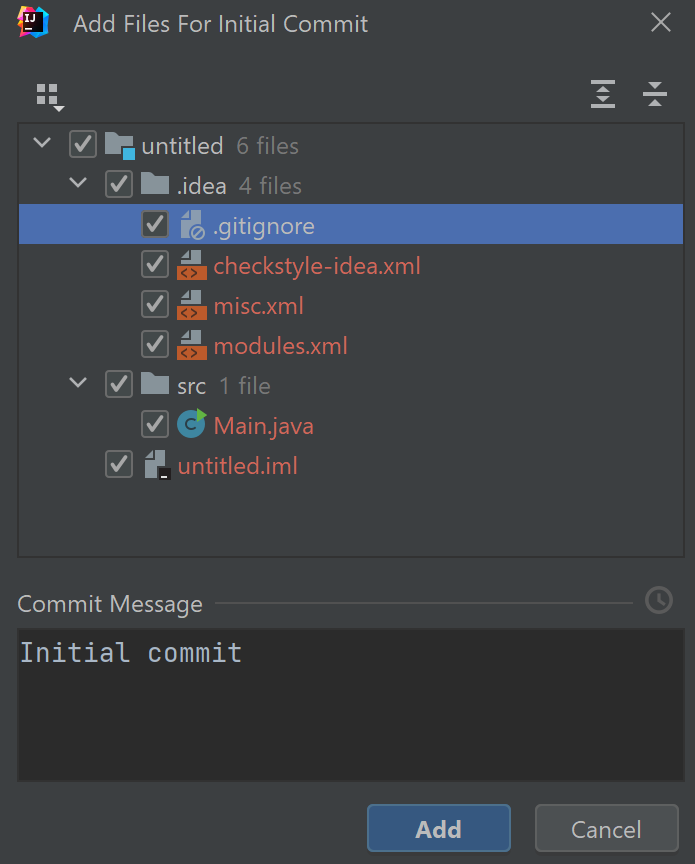 IJ
Add Files For Initial Commit
untitled 6 files
.idea 4 files
.gitignore
<> checkstyle-idea.xml
<> misc.xml
<> modules.xml
src 1 file
C Main.java
untitled.iml
Commit Message
Initial commit
Add Cancel